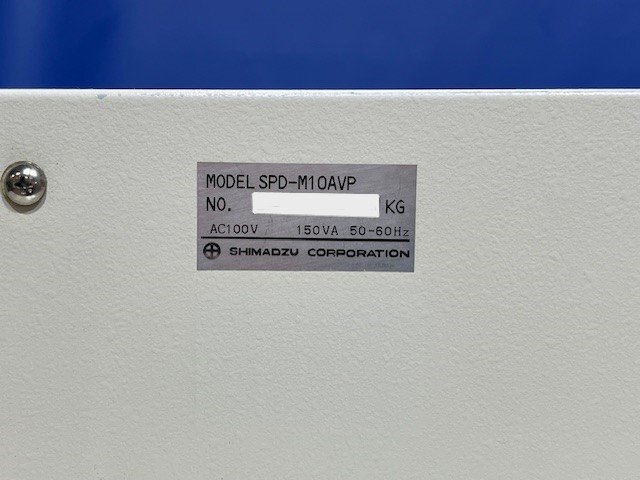 MODEL SPD-M10AVP
NO. KG
AC100V 150VA 50-60Hz
SHIMADZU CORPORATION